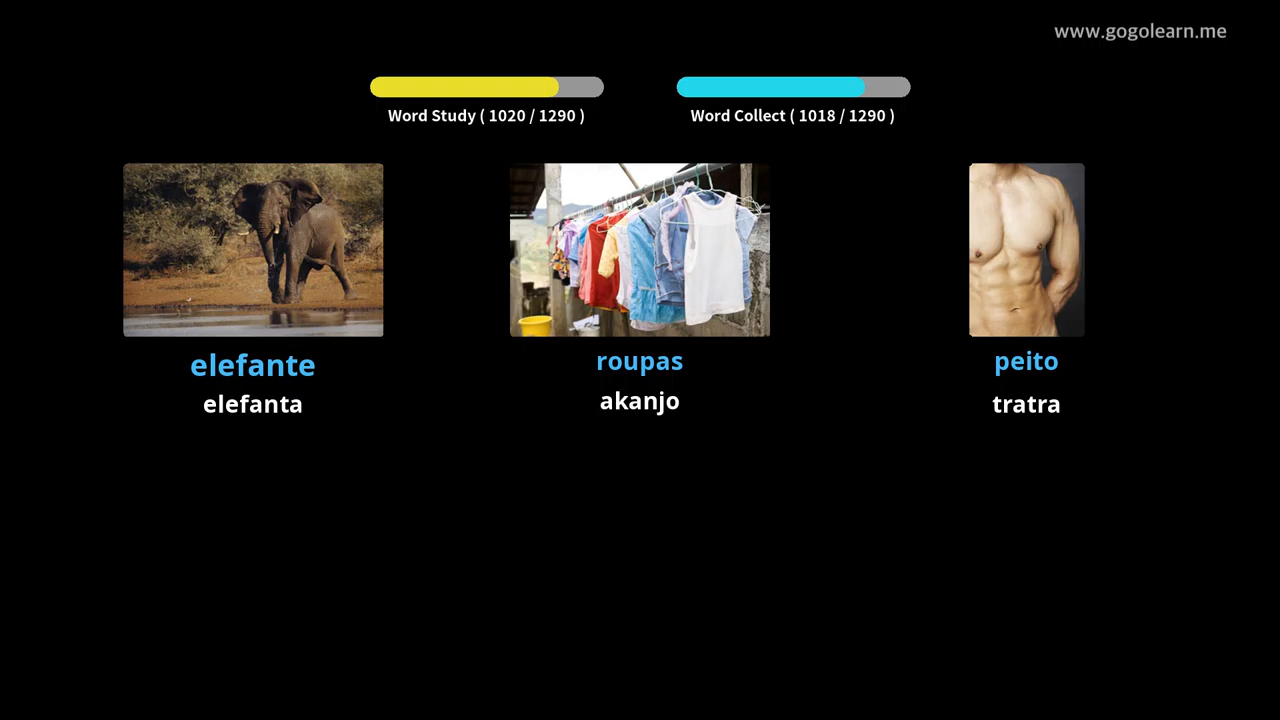 www.gogolearn.me
Word Study ( 1020 / 1290 )
Word Collect ( 1018 / 1290 )
elefante
elefanta
roupas
akanjo
peito
tratra